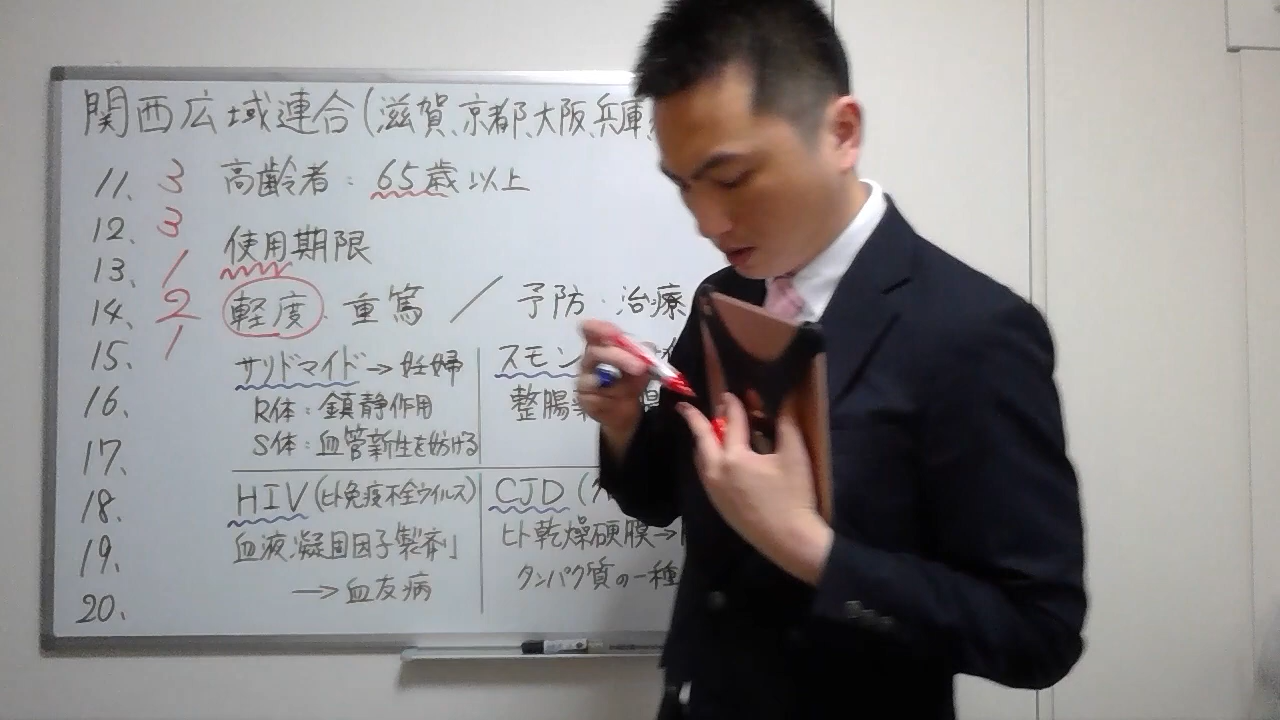 関西広域連合(滋賀、京都、大阪、兵庫
11. 3 高齢者：65歳以上
12. 3 使用期限
13. 1
14. 2 軽度・重篤 ／ 予防・治療
15. 1
サリドマイド→妊婦
スモン
16.
R体：鎮静作用
整腸
17.
S体：血管新生を妨げる
18.
HIV(ヒト免疫不全ウイルス)
CJD(
19.
血液凝固因子製剤
ヒト乾燥硬膜→
→血友病
タンパク質の一種
20.